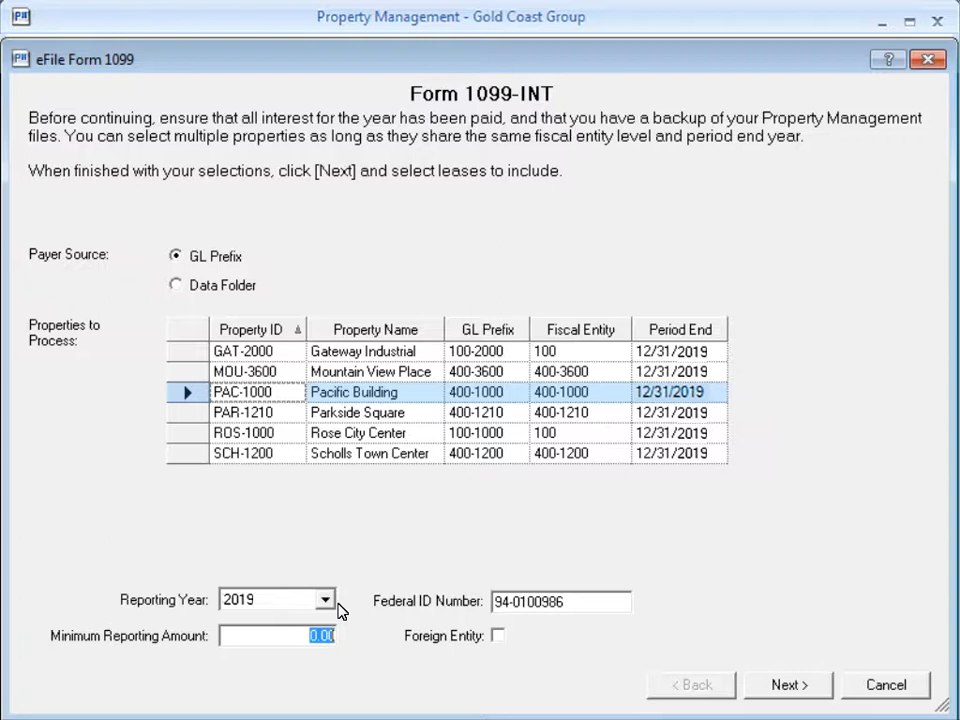 Property Management - Gold Coast Group
eFile Form 1099
Form 1099-INT
Before continuing, ensure that all interest for the year has been paid, and that you have a backup of your Property Management
files. You can select multiple properties as long as they share the same fiscal entity level and period end year.
When finished with your selections, click [Next] and select leases to include.
Payer Source:
GL Prefix
Data Folder
Properties to
Process:
Property ID Property Name GL Prefix Fiscal Entity Period End
GAT-2000 Gateway Industrial 100-2000 100 12/31/2019
MOU-3600 Mountain View Place 400-3600 400-3600 12/31/2019
PAC-1000 Pacific Building 400-1000 400-1000 12/31/2019
PAR-1210 Parkside Square 400-1210 400-1210 12/31/2019
ROS-1000 Rose City Center 100-1000 100 12/31/2019
SCH-1200 Scholls Town Center 400-1200 400-1200 12/31/2019
Reporting Year: 2019 Federal ID Number: 94-0100986
Minimum Reporting Amount: 0.00 Foreign Entity:
< Back Next > Cancel